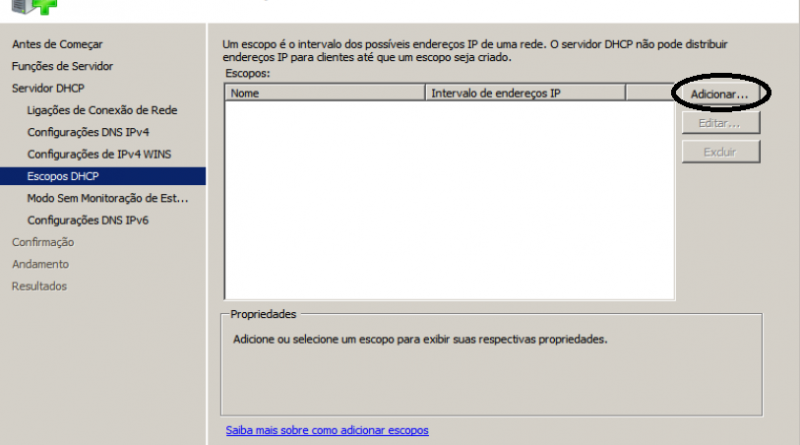 Antes de Começar
Funções de Servidor
Servidor DHCP
Ligações de Conexão de Rede
Configurações DNS IPv4
Configurações de IPv4 WINS
Escopos DHCP
Modo Sem Monitoração de Est...
Configurações DNS IPv6
Confirmação
Andamento
Resultados
Um escopo é o intervalo dos possíveis endereços IP de uma rede. O servidor DHCP não pode distribuir
endereços IP para clientes até que um escopo seja criado.
Escopos:
Nome
Intervalo de endereços IP
Adicionar...
Editar...
Excluir
Propriedades
Adicione ou selecione um escopo para exibir suas respectivas propriedades.
Saiba mais sobre como adicionar escopos